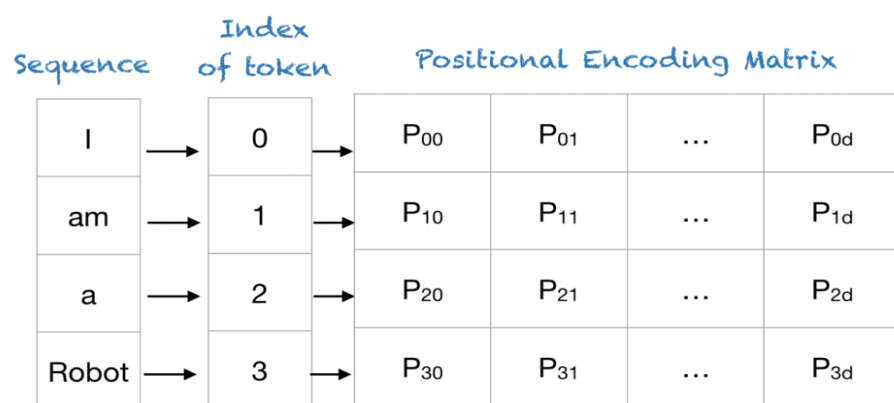 Sequence Index of token Positional Encoding Matrix
I 0 P00 P01 ... P0d
am 1 P10 P11 ... P1d
a 2 P20 P21 ... P2d
Robot 3 P30 P31 ... P3d